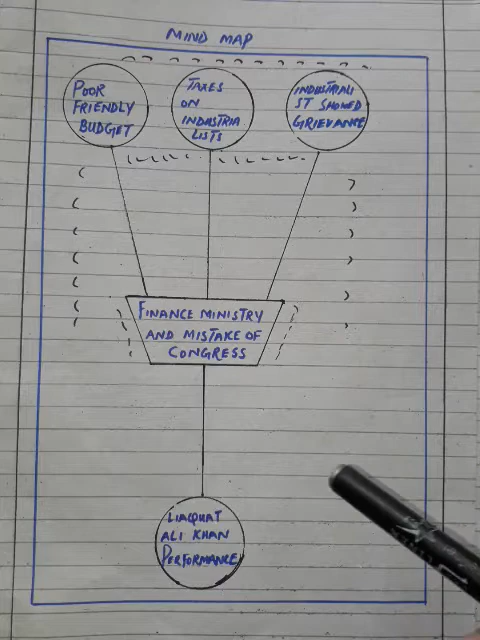 MIND MAP
POOR
FRIENDLY
BUDGET
TAXES
ON
INDUSTRIA
LISTS
INDUSTRIALI
ST SHOWED
GRIEVANCE
FINANCE MINISTRY
AND MISTAKE OF
CONGRESS
LIAQUAT
ALI KHAN
PERFORMANCE